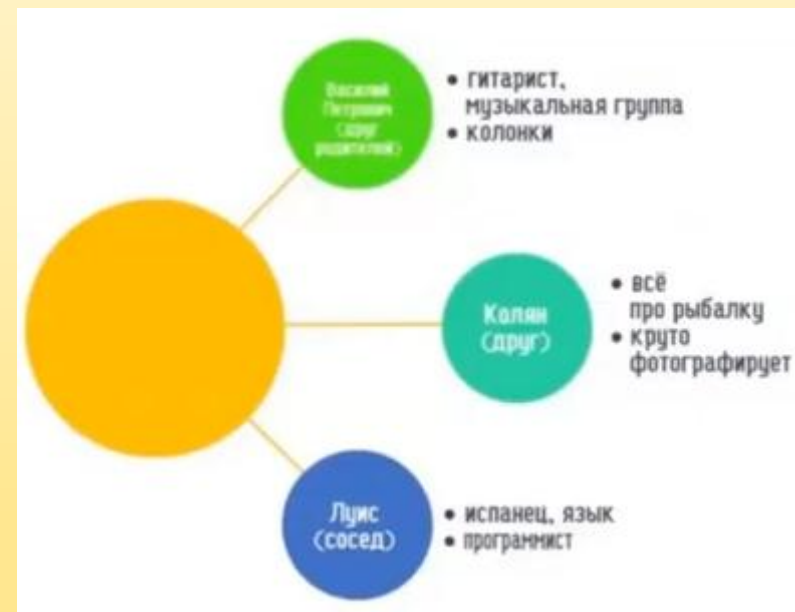 Василий
Петрович
(друг
родителей)
• гитарист,
музыкальная группа
• колонки
Колян
(друг)
• всё
про рыбалку
• круто
фотографирует
Луис
(сосед)
• испанец, язык
• программист